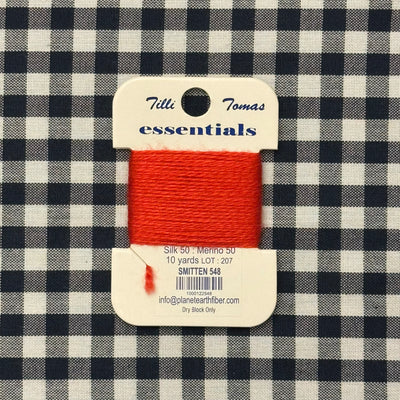 Tilli Tomas
essentials
Silk 50 : Merino 50
10 yards LOT : 207
SMITTEN 548
1000122548
info@planetearthfiber.com
Dry Block Only